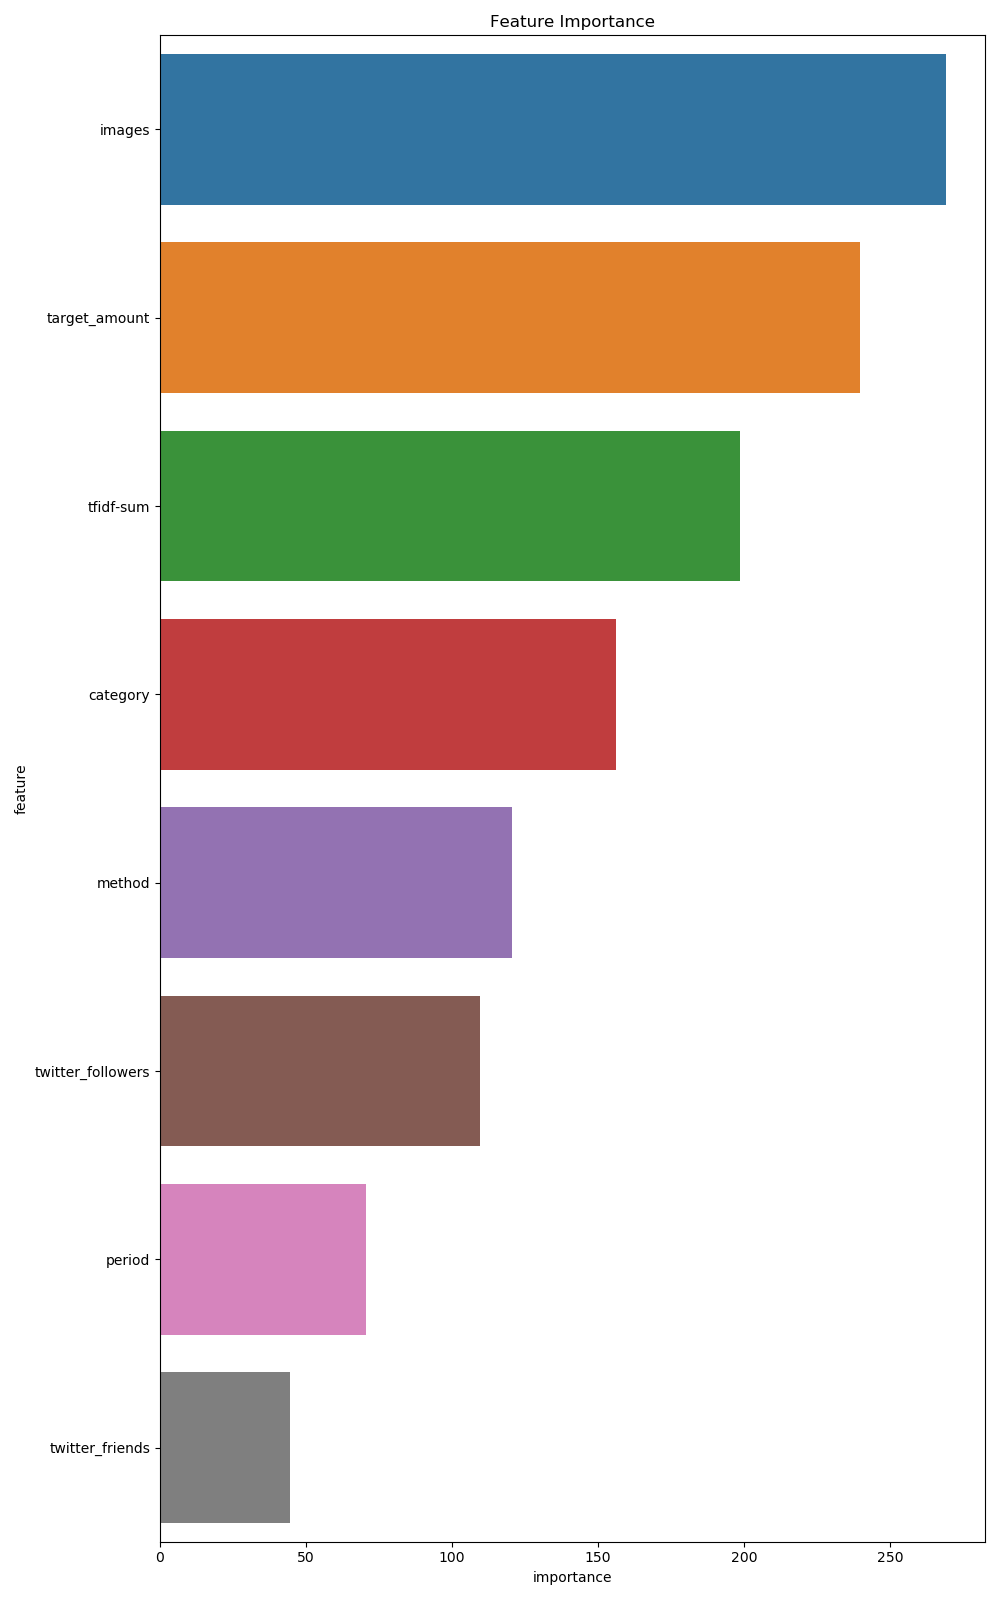 Feature Importance
images
target_amount
tfidf-sum
category
method
feature
twitter_followers
period
twitter_friends
0 50 100 150 200 250
importance